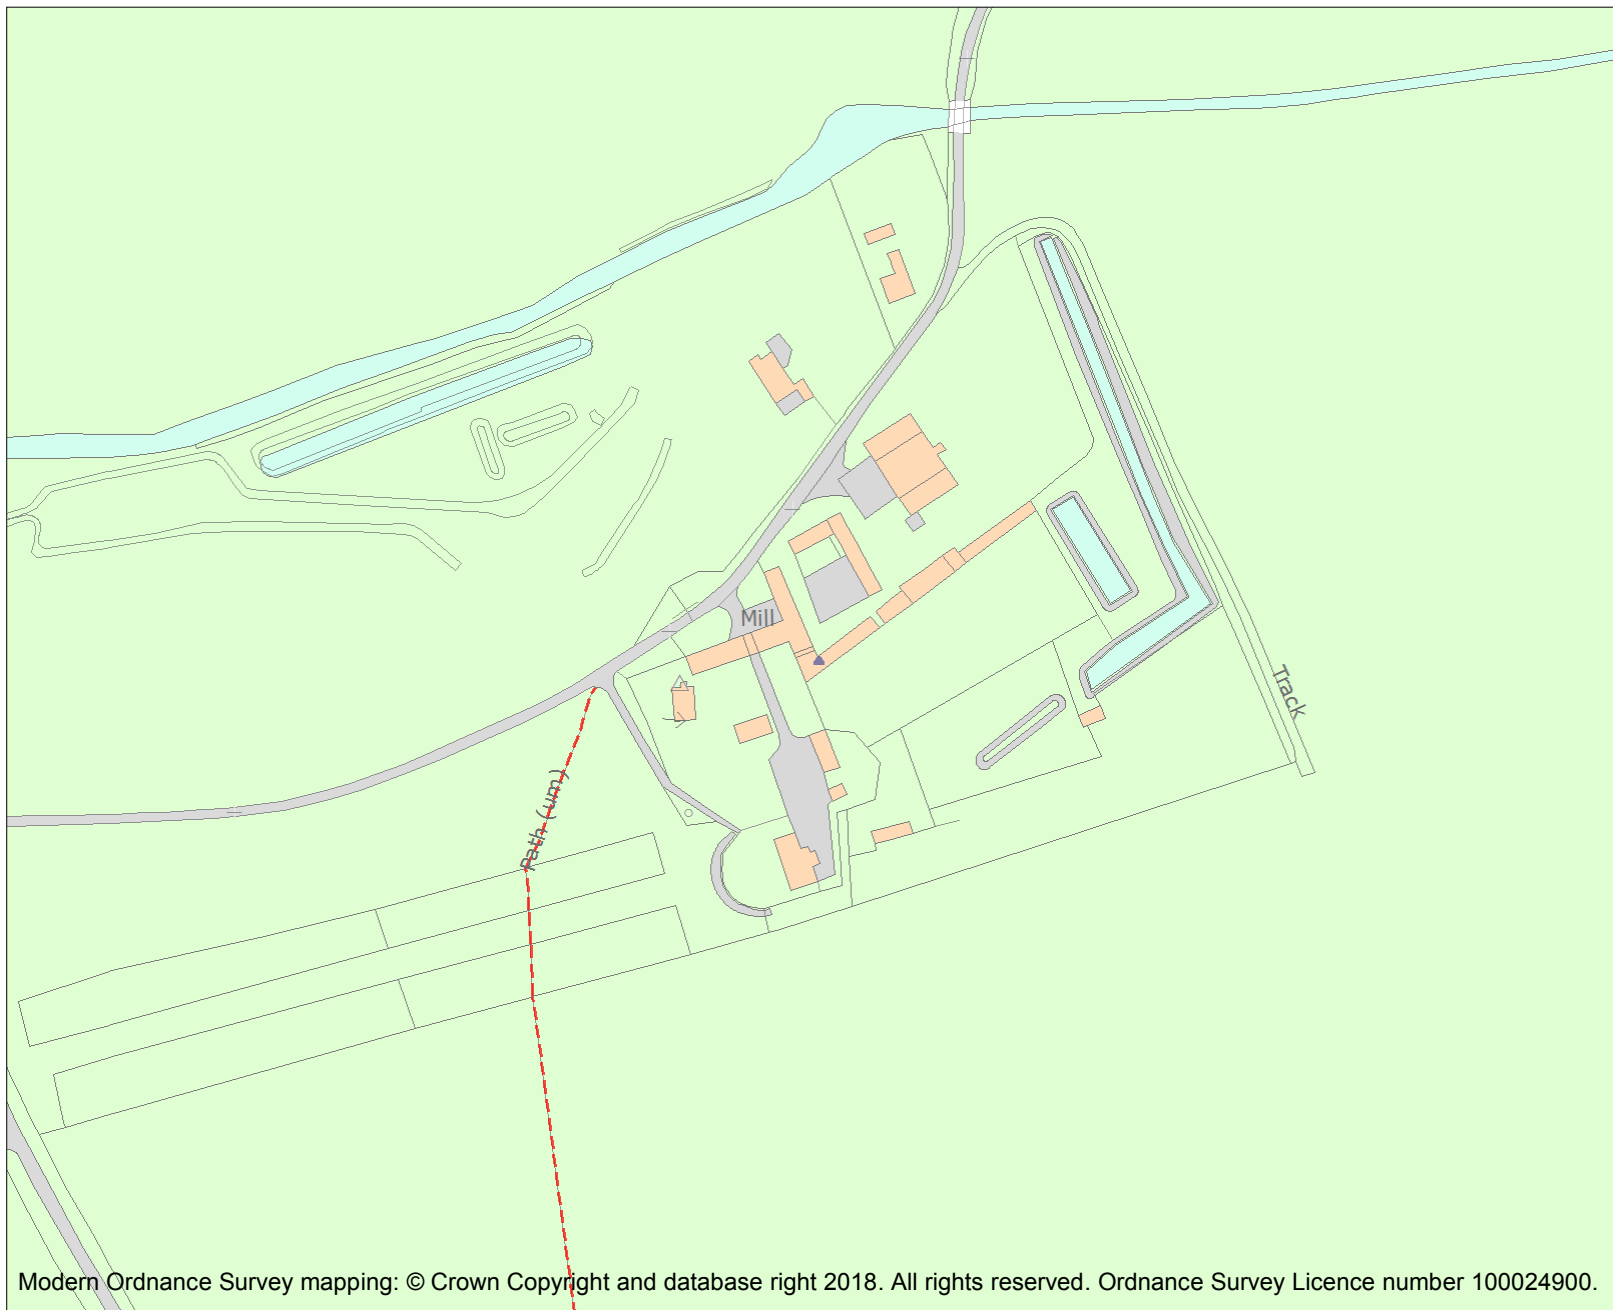 Mill
Track
Path (um)
Modern Ordnance Survey mapping: © Crown Copyright and database right 2018. All rights reserved. Ordnance Survey Licence number 100024900.